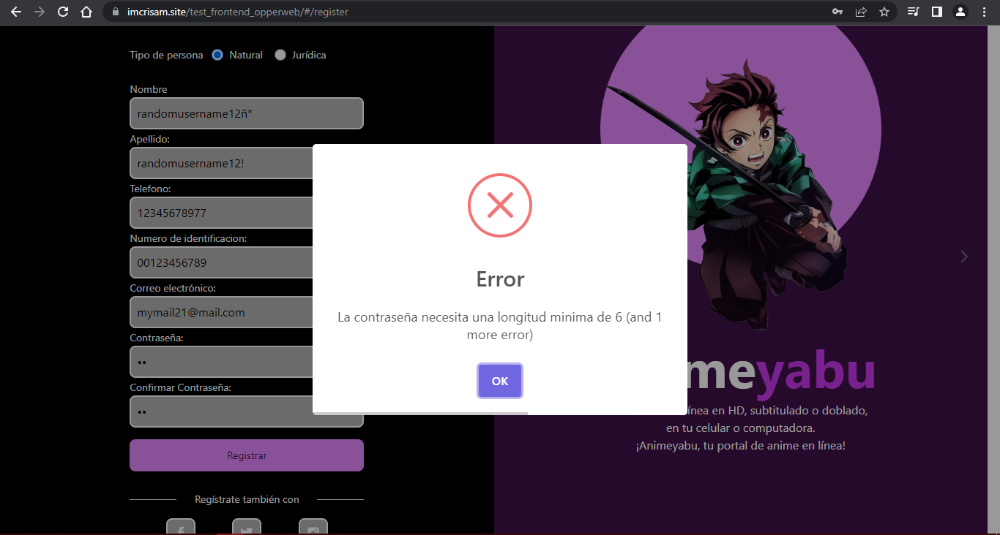 imcrisam.site/test_frontend_opperweb/#/register
Tipo de persona Natural Jurídica
Nombre
randomusername12ñ*
Apellido:
randomusername12!
Telefono:
12345678977
Numero de identificacion:
00123456789
Correo electrónico:
mymail21@mail.com
Contraseña:
••
Confirmar Contraseña:
••
Registrar
Regístrate también con
Error
La contraseña necesita una longitud minima de 6 (and 1
more error)
OK
meyabu
ínea en HD, subtitulado o doblado,
en tu celular o computadora.
¡Animeyabu, tu portal de anime en línea!